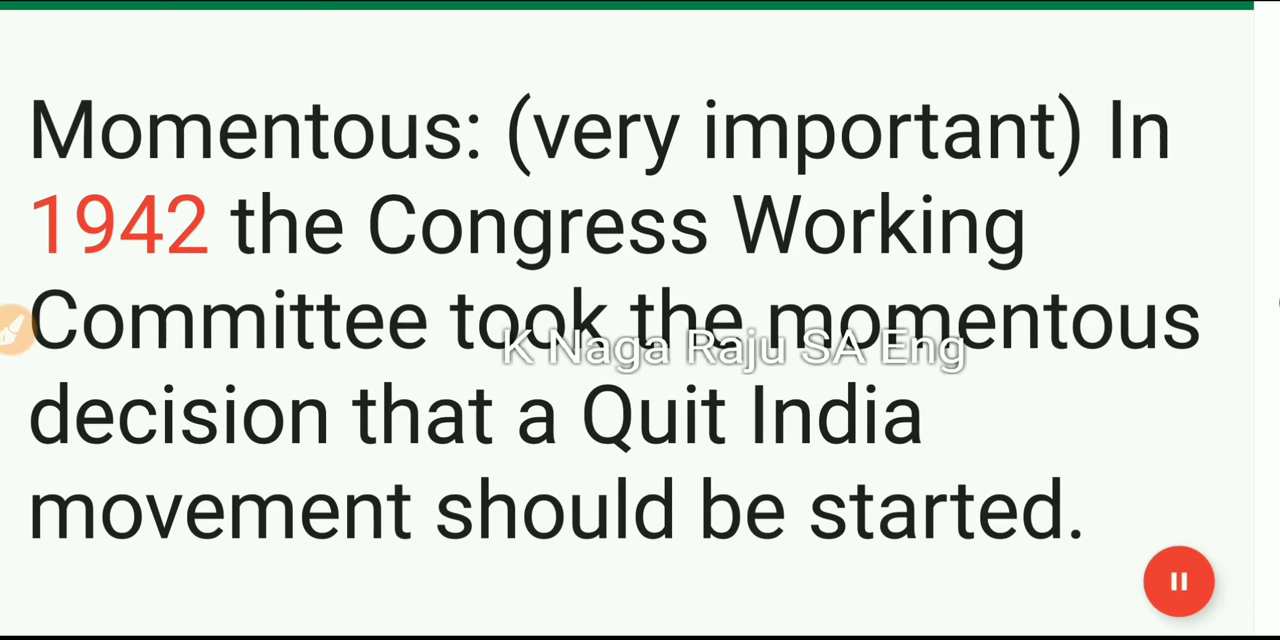 Momentous: (very important) In
1942 the Congress Working
Committee took the momentous
K Naga Raju SA Eng
decision that a Quit India
movement should be started.